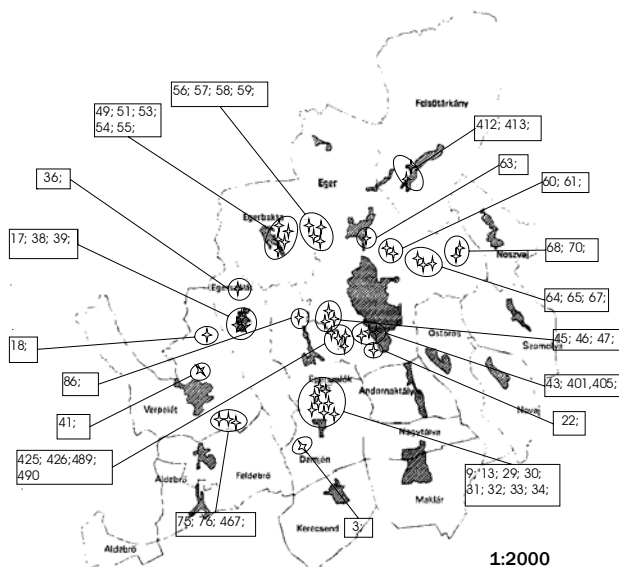 56; 57; 58; 59;
49; 51; 53;
54; 55;
Felsőtárkány
412; 413;
36;
Eger
63;
60; 61;
Egerbakta
17; 38; 39;
68; 70;
Noszvaj
Egerszalók
64; 65; 67;
18;
Ostoros
45; 46; 47;
Szomolya
86;
43; 401,405;
41;
Andornaktálya
Verpelét
Novaj
22;
425; 426;489;
490
Nagytálya
Demjén
9; 13; 29; 30;
31; 32; 33; 34;
Aldebrő
Feldebrő
Maklár
75; 76; 467;
3;
Kerecsend
Aldebrő
1:2000